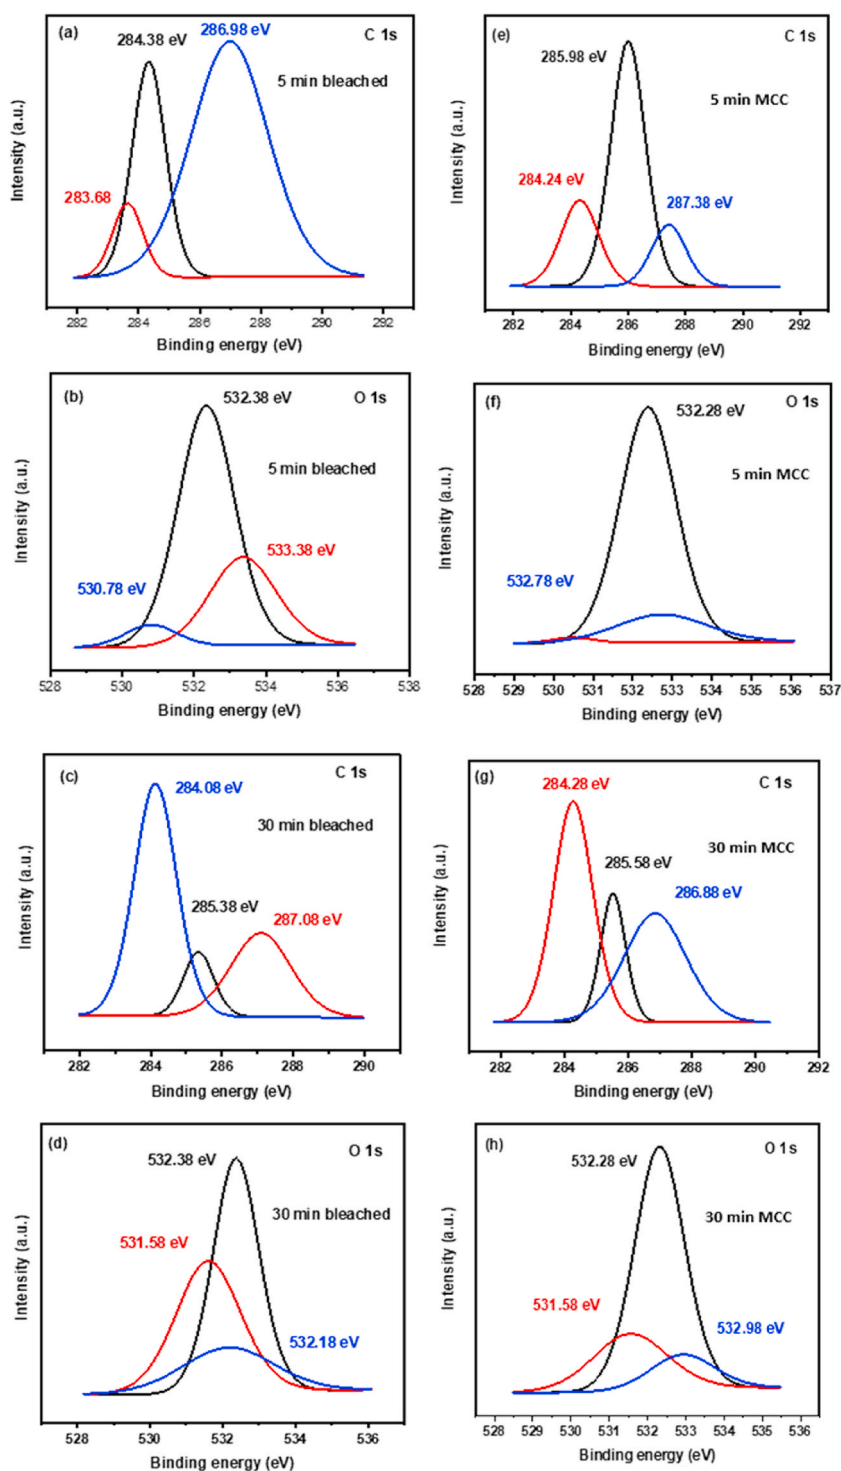 (a)
284.38 eV
286.98 eV
C 1s
5 min bleached
283.68
Intensity (a.u.)
282 284 286 288 290 292
Binding energy (eV)
(e)
C 1s
285.98 eV
5 min MCC
284.24 eV
287.38 eV
Intensity (a.u.)
282 284 286 288 290 292
Binding energy (eV)
(b)
532.38 eV
O 1s
5 min bleached
533.38 eV
530.78 eV
Intensity (a.u.)
528 530 532 534 536 538
Binding energy (eV)
(f)
O 1s
532.28 eV
5 min MCC
532.78 eV
Intensity (a.u.)
528 529 530 531 532 533 534 535 536 537
Binding energy (eV)
(c)
C 1s
284.08 eV
30 min bleached
285.38 eV
287.08 eV
Intensity (a.u.)
282 284 286 288 290
Binding energy (eV)
(g)
284.28 eV
C 1s
30 min MCC
285.58 eV
286.88 eV
Intensity (a.u.)
282 284 286 288 290 292
Binding energy (eV)
(d)
O 1s
532.38 eV
30 min bleached
531.58 eV
532.18 eV
Intensity (a.u.)
528 530 532 534 536
Binding energy (eV)
(h)
O 1s
532.28 eV
30 min MCC
531.58 eV
532.98 eV
Intensity (a.u.)
528 529 530 531 532 533 534 535 536
Binding energy (eV)